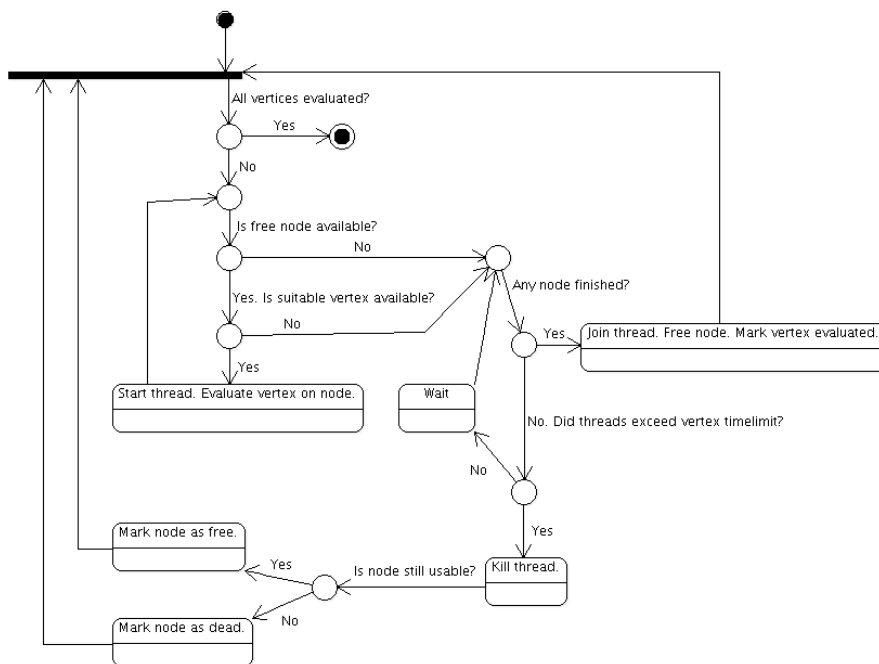 All vertices evaluated?
Yes
No
Is free node available?
No
Any node finished?
Yes. Is suitable vertex available?
No
Yes
Join thread. Free node. Mark vertex evaluated.
Yes
Start thread. Evaluate vertex on node.
Wait
No. Did threads exceed vertex timelimit?
No
Yes
Mark node as free.
Yes
Is node still usable?
Kill thread.
No
Mark node as dead.